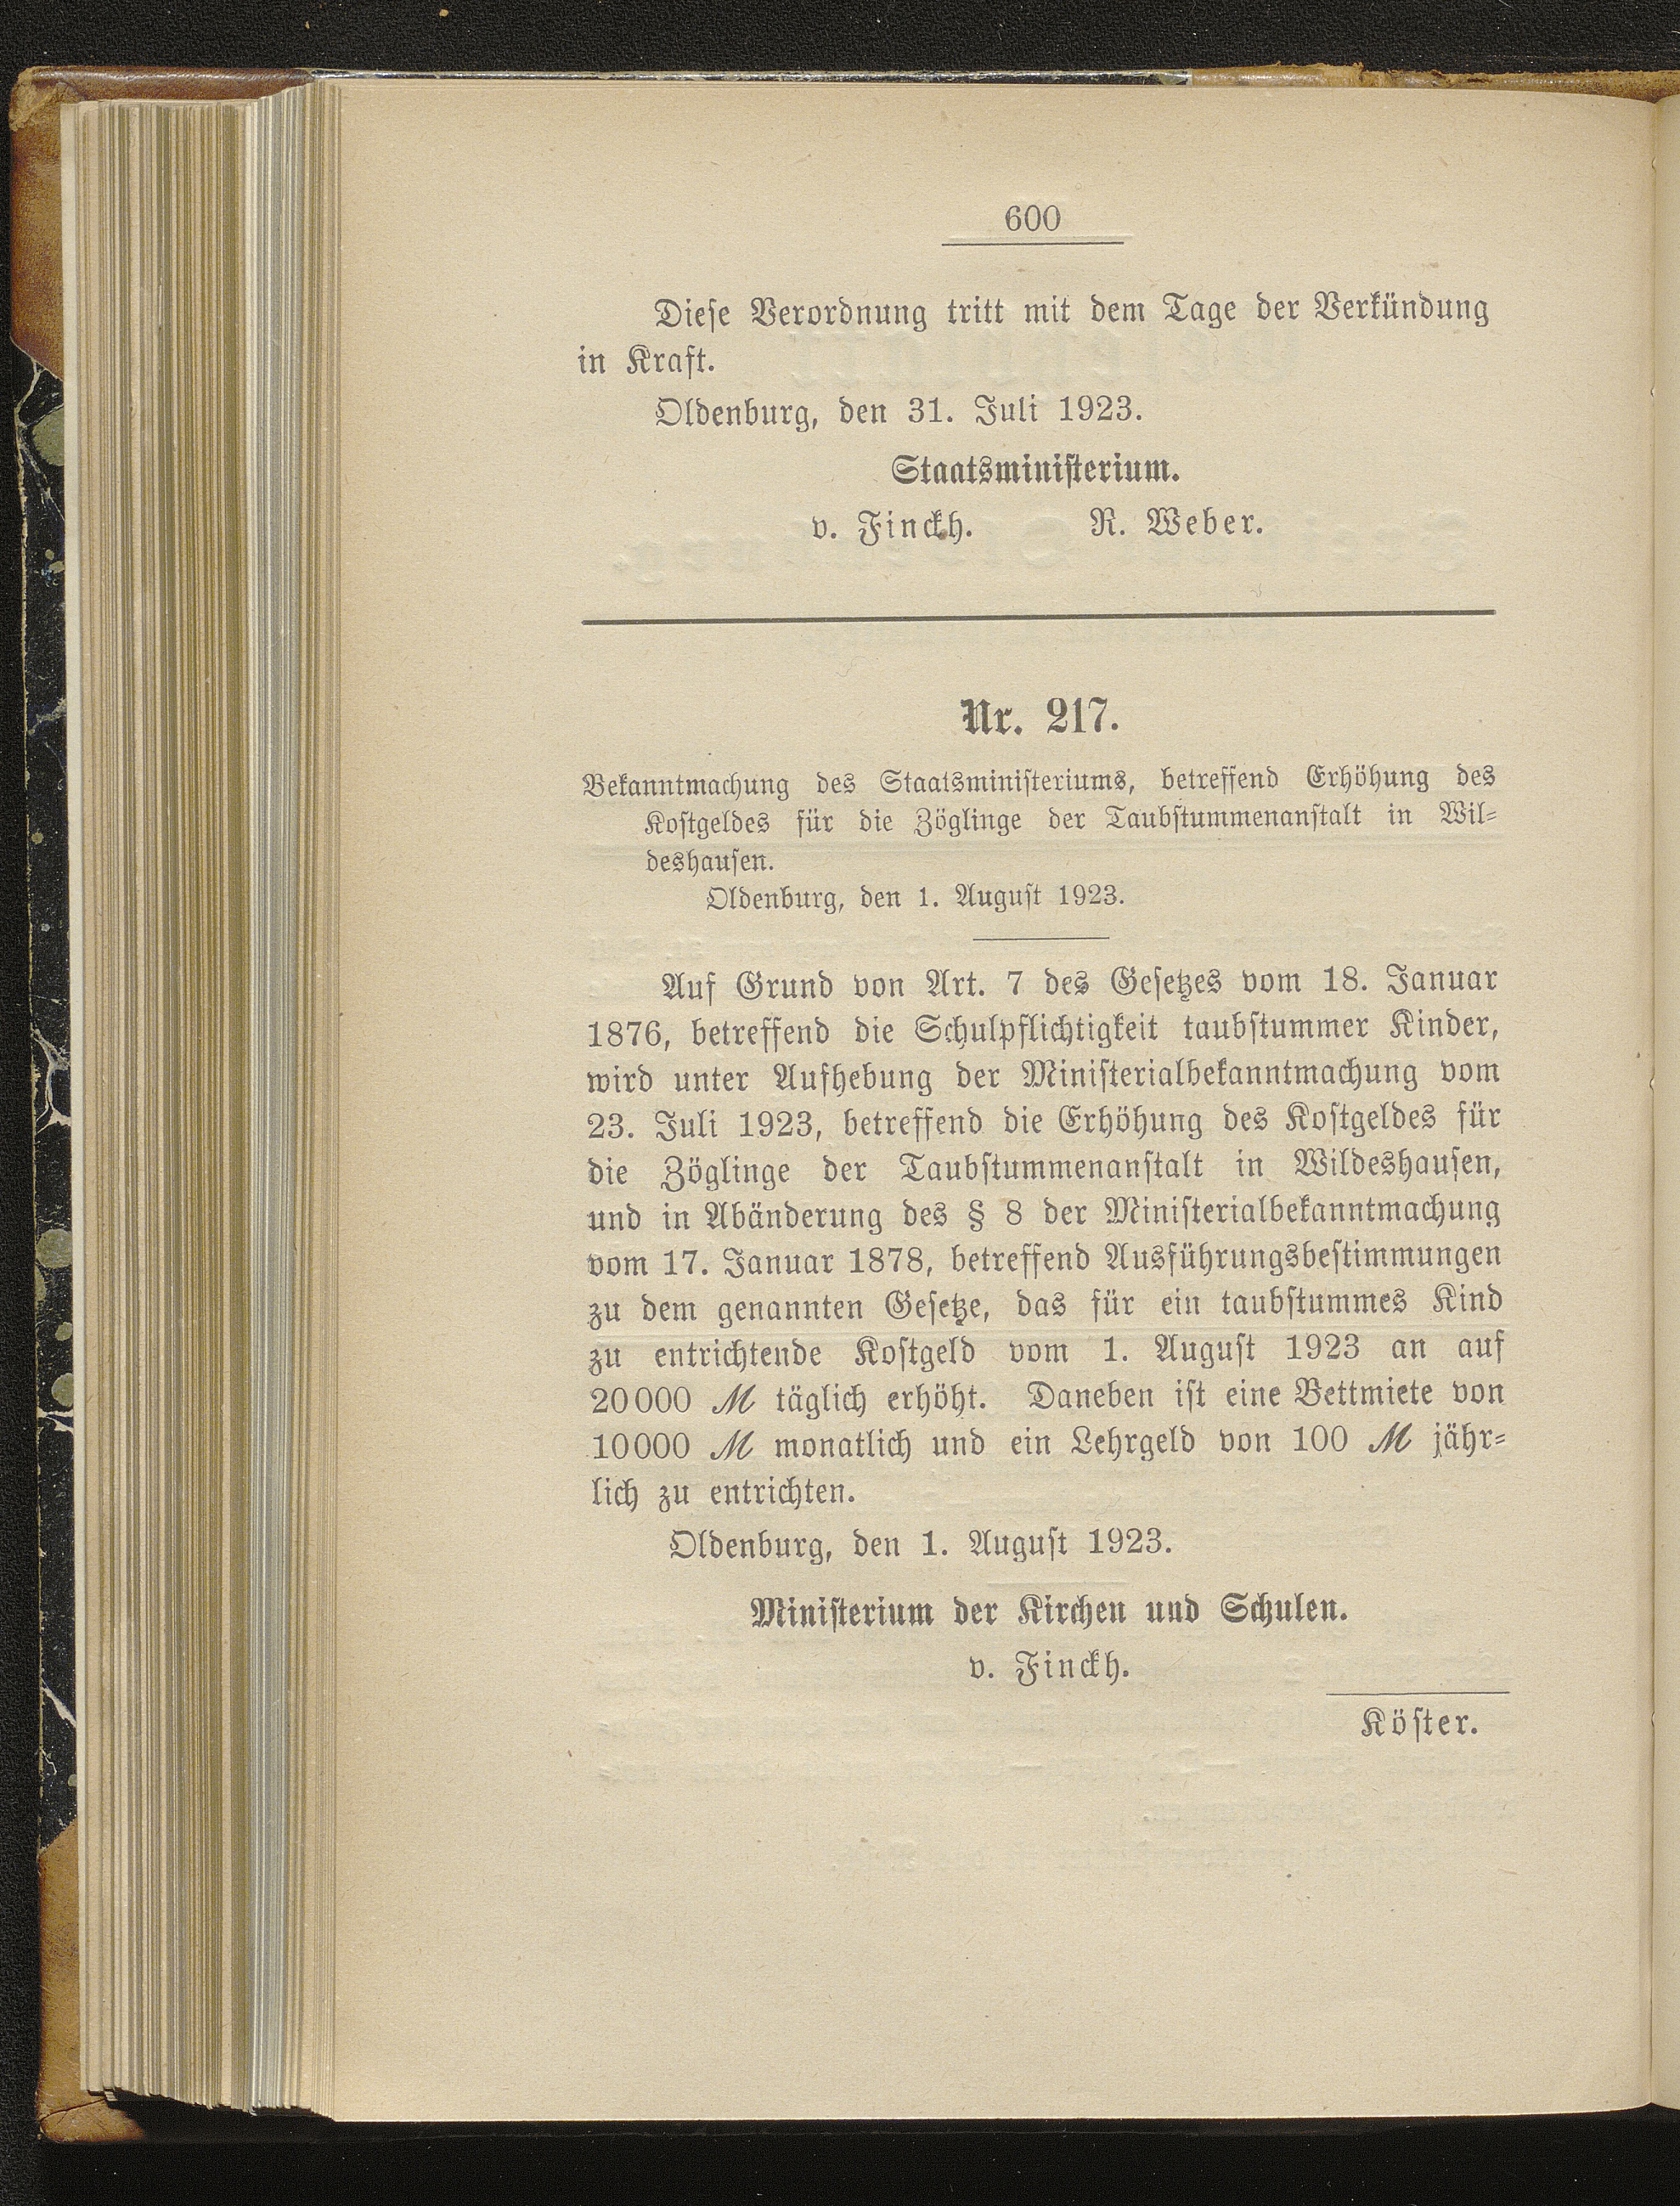 600
Diese Verordnung tritt mit dem Tage der Verkündung
in Kraft.
Oldenburg, den 31. Juli 1923.
Staatsministerium.
v. Finckh. R. Weber.
Nr. 217.
Bekanntmachung des Staatsministeriums, betreffend Erhöhung des
Kostgeldes für die Zöglinge der Taubstummenanstalt in Wil-
deshausen.
Oldenburg, den 1. August 1923.
Auf Grund von Art. 7 des Gesetzes vom 18. Januar
1876, betreffend die Schulpflichtigkeit taubstummer Kinder,
wird unter Aufhebung der Ministerialbekanntmachung vom
23. Juli 1923, betreffend die Erhöhung des Kostgeldes für
die Zöglinge der Taubstummenanstalt in Wildeshausen,
und in Abänderung des § 8 der Ministerialbekanntmachung
vom 17. Januar 1878, betreffend Ausführungsbestimmungen
zu dem genannten Gesetze, das für ein taubstummes Kind
zu entrichtende Kostgeld vom 1. August 1923 an auf
20000 ℳ täglich erhöht. Daneben ist eine Bettmiete von
10000 ℳ monatlich und ein Lehrgeld von 100 ℳ jähr-
lich zu entrichten.
Oldenburg, den 1. August 1923.
Ministerium der Kirchen und Schulen.
v. Finckh.
Köster.